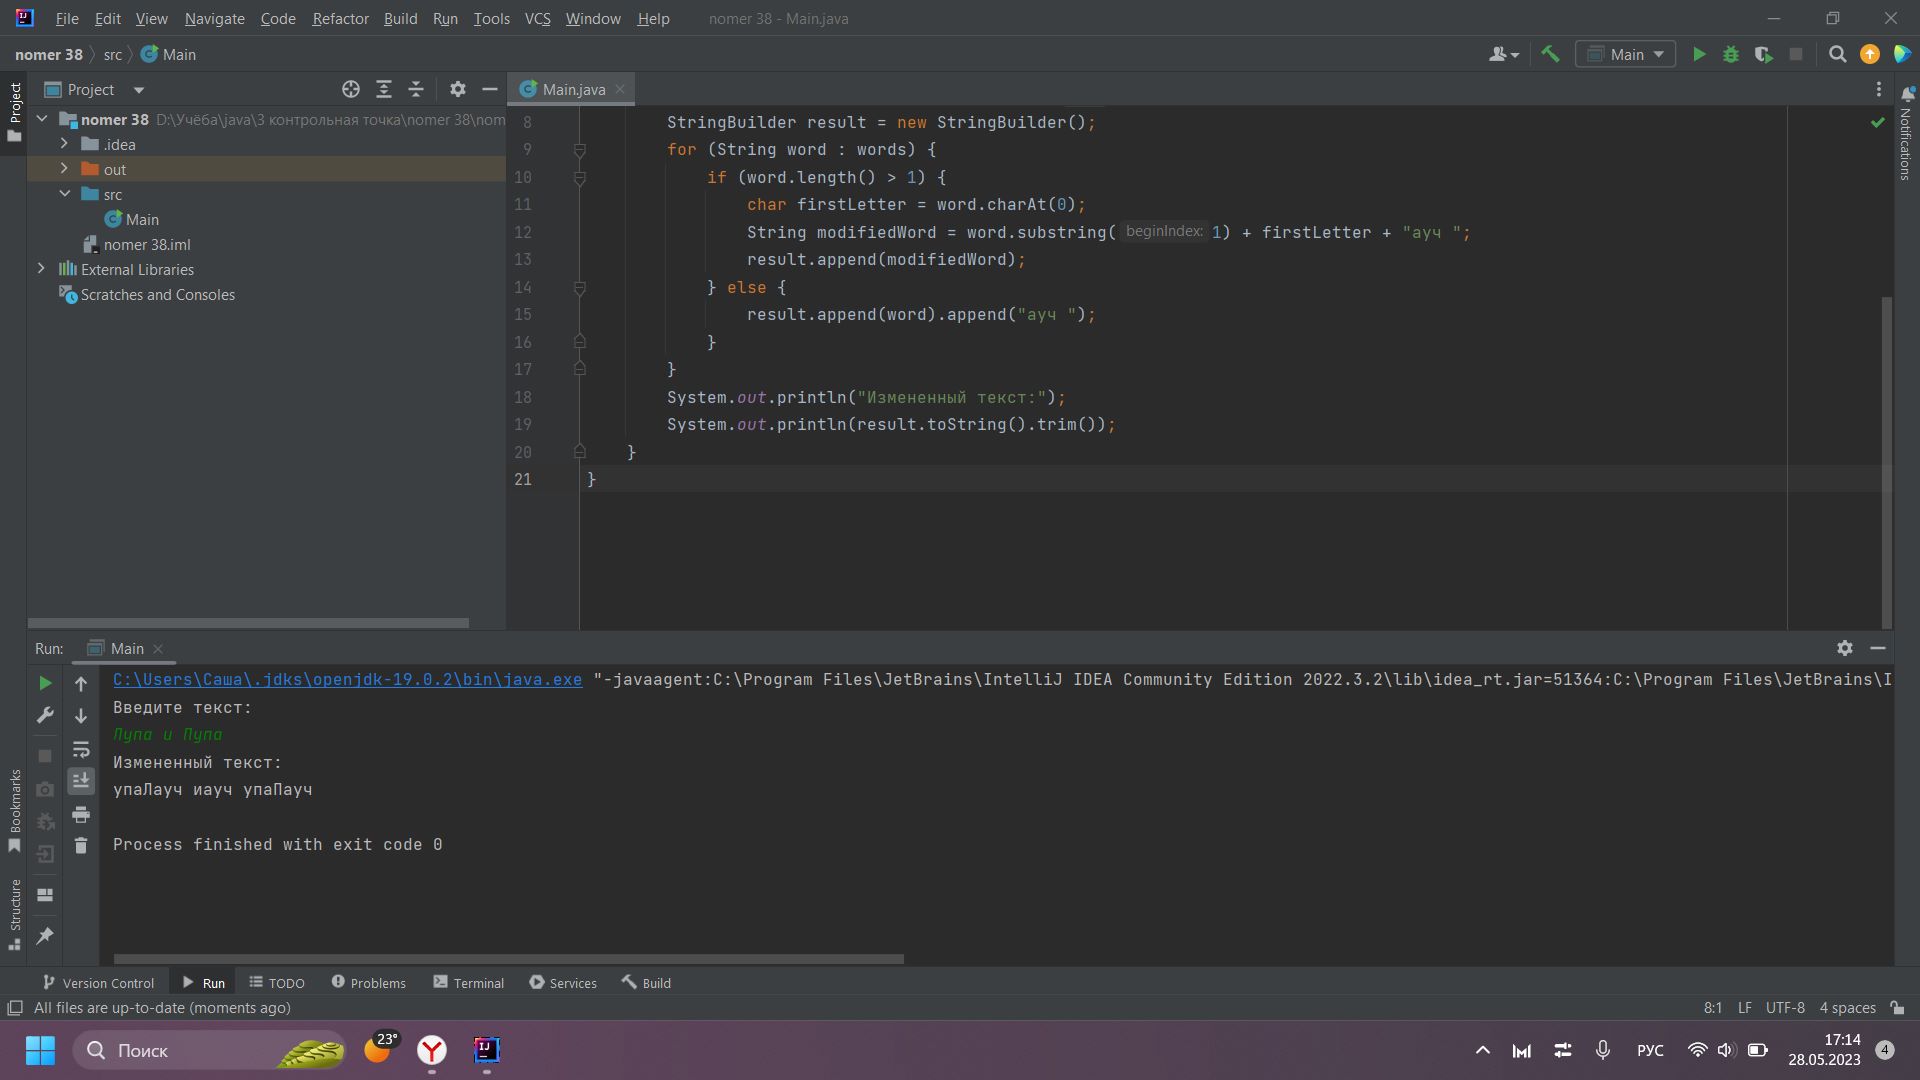 File Edit View Navigate Code Refactor Build Run Tools VCS Window Help nomer 38 - Main.java
nomer 38 src Main
Main
Project
Main.java
Project
nomer 38 D:\Учёба\java\3 контрольная точка\nomer 38\nom
.idea
out
src
Main
nomer 38.iml
External Libraries
Scratches and Consoles
8 StringBuilder result = new StringBuilder();
9 for (String word : words) {
10 if (word.length() > 1) {
11 char firstLetter = word.charAt(0);
12 String modifiedWord = word.substring( beginIndex: 1) + firstLetter + "ауч ";
13 result.append(modifiedWord);
14 } else {
15 result.append(word).append("ауч ");
16 }
17 }
18 System.out.println("Измененный текст:");
19 System.out.println(result.toString().trim());
20 }
21 }
Notifications
Run: Main
C:\Users\Саша\.jdks\openjdk-19.0.2\bin\java.exe "-javaagent:C:\Program Files\JetBrains\IntelliJ IDEA Community Edition 2022.3.2\lib\idea_rt.jar=51364:C:\Program Files\JetBrains\I
Введите текст:
Лупа и Пупа
Измененный текст:
упаЛауч иауч упаПауч
Process finished with exit code 0
Bookmarks
Structure
Version Control Run TODO Problems Terminal Services Build
All files are up-to-date (moments ago) 8:1 LF UTF-8 4 spaces
Поиск
23°
РУС
17:14
28.05.2023
4